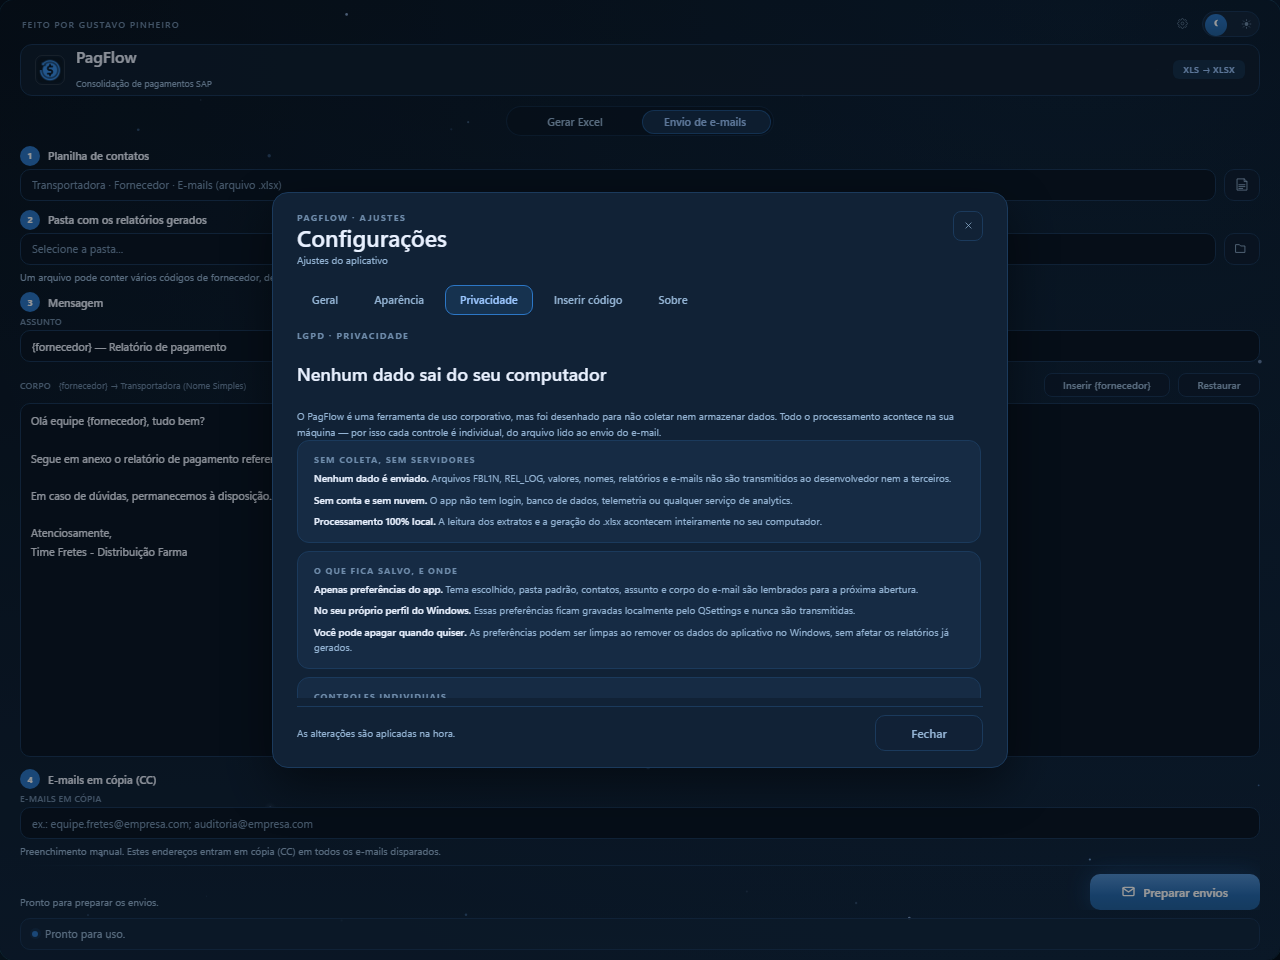 FEITO POR GUSTAVO PINHEIRO
PagFlow
Consolidação de pagamentos SAP
XLS → XLSX
Gerar Excel
Envio de e-mails
1 Planilha de contatos
Transportadora · Fornecedor · E-mails (arquivo .xlsx)
2 Pasta com os relatórios gerados
Selecione a pasta...
Um arquivo pode conter vários códigos de fornecedor,
3 Mensagem
ASSUNTO
{fornecedor} — Relatório de pagamento
CORPO {fornecedor} → Transportadora (Nome Simples)
Inserir {fornecedor}
Restaurar
Olá equipe {fornecedor}, tudo bem?
Segue em anexo o relatório de pagamento
Em caso de dúvidas, permanecemos à disposição.
Atenciosamente,
Time Fretes - Distribuição Farma
PAGFLOW · AJUSTES
Configurações
Ajustes do aplicativo
×
Geral
Aparência
Privacidade
Inserir código
Sobre
LGPD · PRIVACIDADE
Nenhum dado sai do seu computador
O PagFlow é uma ferramenta de uso corporativo, mas foi desenhado para não coletar nem armazenar dados. Todo o processamento acontece na sua
máquina — por isso cada controle é individual, do arquivo lido ao envio do e-mail.
SEM COLETA, SEM SERVIDORES
Nenhum dado é enviado. Arquivos FBL1N, REL_LOG, valores, nomes, relatórios e e-mails não são transmitidos ao desenvolvedor nem a terceiros.
Sem conta e sem nuvem. O app não tem login, banco de dados, telemetria ou qualquer serviço de analytics.
Processamento 100% local. A leitura dos extratos e a geração do .xlsx acontecem inteiramente no seu computador.
O QUE FICA SALVO, E ONDE
Apenas preferências do app. Tema escolhido, pasta padrão, contatos, assunto e corpo do e-mail são lembrados para a próxima abertura.
No seu próprio perfil do Windows. Essas preferências ficam gravadas localmente pelo QSettings e nunca são transmitidas.
Você pode apagar quando quiser. As preferências podem ser limpas ao remover os dados do aplicativo no Windows, sem afetar os relatórios já
gerados.
CONTROLES INDIVIDUAIS
As alterações são aplicadas na hora.
Fechar
4 E-mails em cópia (CC)
E-MAILS EM CÓPIA
ex.: equipe.fretes@empresa.com; auditoria@empresa.com
Preenchimento manual. Estes endereços entram em cópia (CC) em todos os e-mails disparados.
Pronto para preparar os envios.
Preparar envios
Pronto para uso.